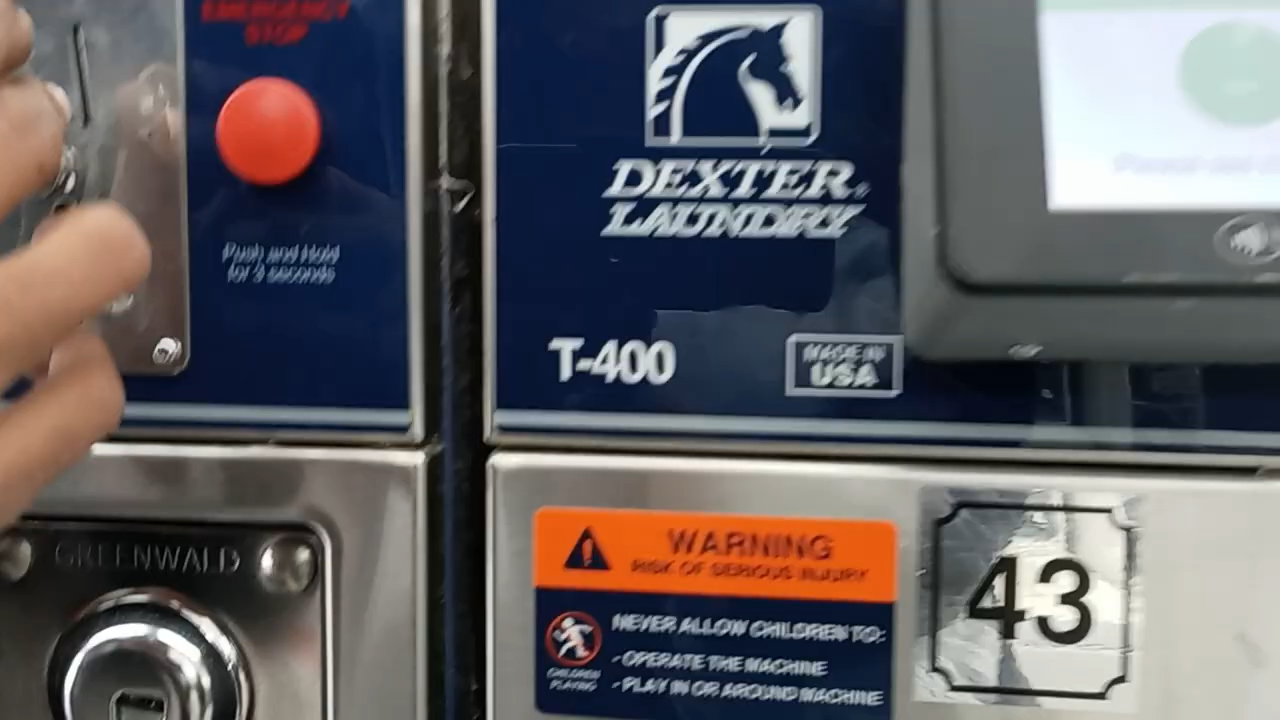 EMERGENCY
STOP
Push and Hold
for 3 seconds
DEXTER
LAUNDRY
T-400
MADE IN
USA
GREENWALD
WARNING
RISK OF SERIOUS INJURY
CHILDREN
PLAYING
NEVER ALLOW CHILDREN TO:
- OPERATE THE MACHINE
- PLAY IN OR AROUND MACHINE
43